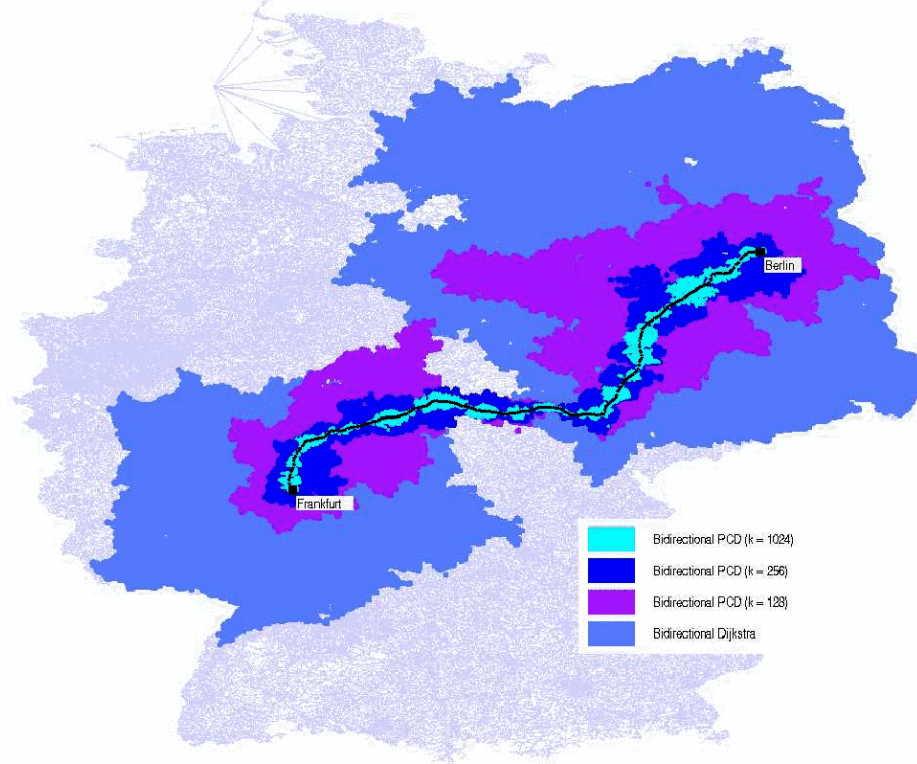 Berlin
Frankfurt
Bidirectional PCD (k = 1024)
Bidirectional PCD (k = 256)
Bidirectional PCD (k = 128)
Bidirectional Dijkstra